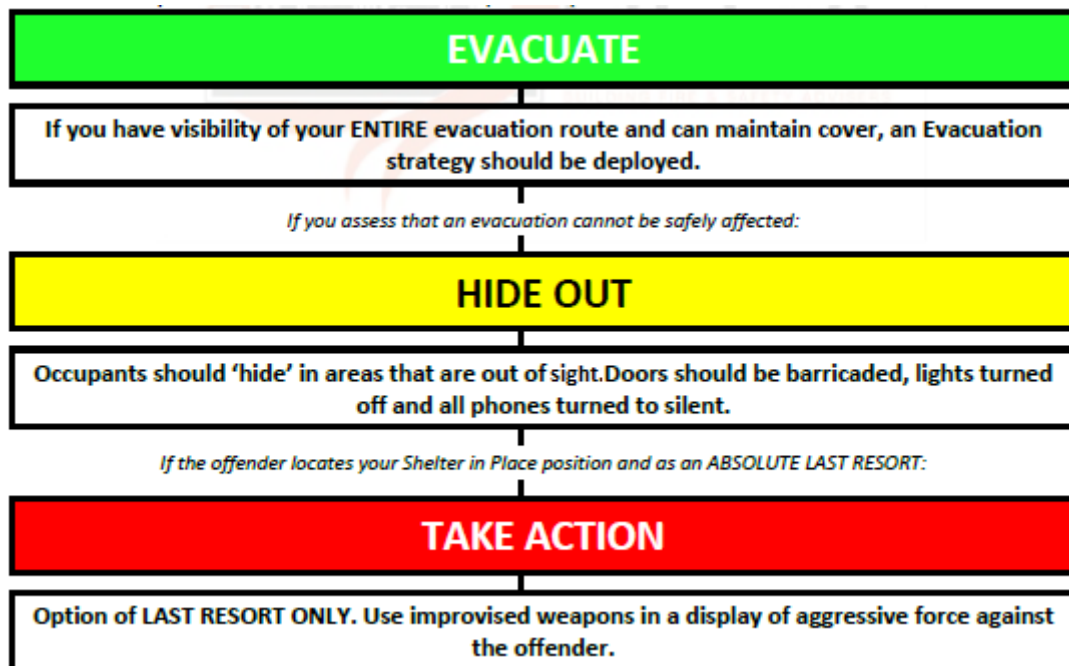 EVACUATE
If you have visibility of your ENTIRE evacuation route and can maintain cover, an Evacuation
strategy should be deployed.
If you assess that an evacuation cannot be safely affected:
HIDE OUT
Occupants should ‘hide’ in areas that are out of sight.Doors should be barricaded, lights turned
off and all phones turned to silent.
If the offender locates your Shelter in Place position and as an ABSOLUTE LAST RESORT:
TAKE ACTION
Option of LAST RESORT ONLY. Use improvised weapons in a display of aggressive force against
the offender.